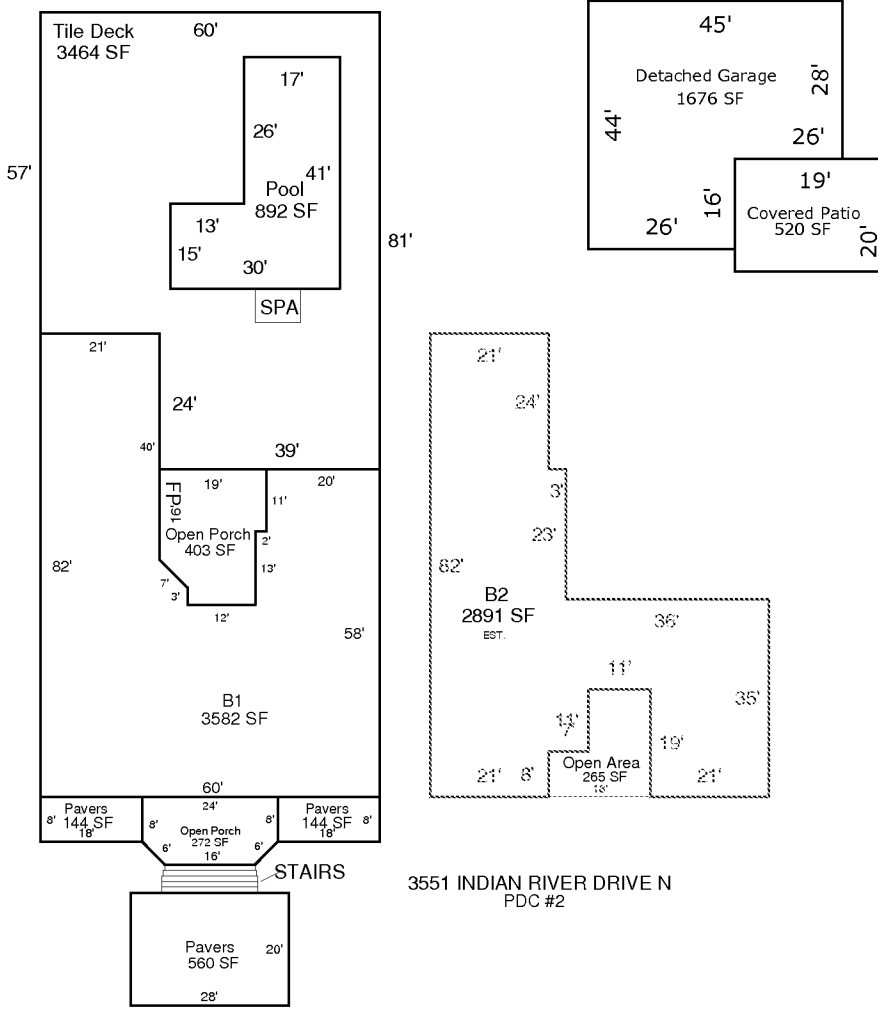 Tile Deck
3464 SF
60'
57'
17'
26'
41'
Pool
892 SF
13'
15'
30'
81'
SPA
45'
Detached Garage
1676 SF
28'
44'
26'
19'
16'
Covered Patio
520 SF
26'
20'
21'
24'
40'
39'
19'
20'
FP
16'
11'
Open Porch
403 SF
2'
13'
7'
3'
12'
82'
58'
B1
3582 SF
60'
21'
24'
3'
23'
82'
B2
2891 SF
EST.
36'
11'
35'
11'
7'
19'
Open Area
265 SF
21'
8'
21'
Pavers
144 SF
8'
18'
24'
8'
8'
Open Porch
272 SF
6'
6'
16'
Pavers
144 SF
8'
18'
STAIRS
3551 INDIAN RIVER DRIVE N
PDC #2
Pavers
560 SF
20'
28'